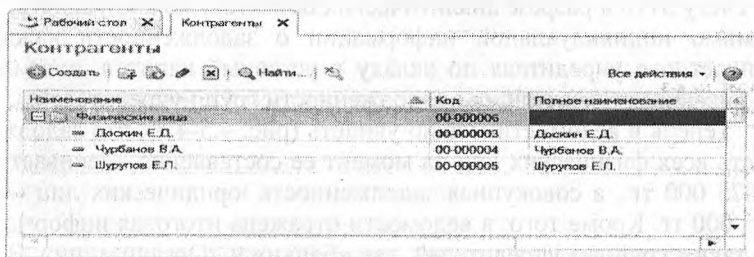 Рабочий стол Контрагенты
Контрагенты
Создать Найти... Все действия
Наименование Код Полное наименование
Физические лица 00-000006
Доскин Е.Д. 00-000003 Доскин Е.Д.
Чурбанов В.А. 00-000004 Чурбанов В.А.
Шурупов Е.Л. 00-000005 Шурупов Е.Л.